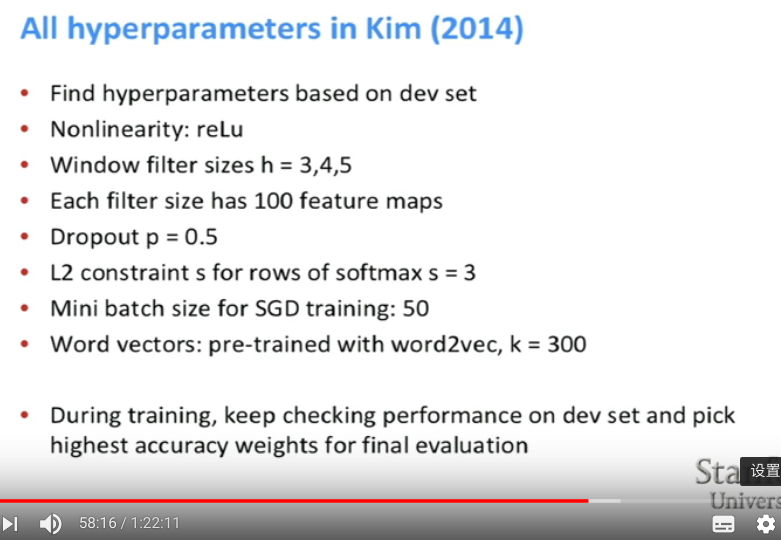 All hyperparameters in Kim (2014)
• Find hyperparameters based on dev set
• Nonlinearity: reLu
• Window filter sizes h = 3,4,5
• Each filter size has 100 feature maps
• Dropout p = 0.5
• L2 constraint s for rows of softmax s = 3
• Mini batch size for SGD training: 50
• Word vectors: pre-trained with word2vec, k = 300
• During training, keep checking performance on dev set and pick
highest accuracy weights for final evaluation
设置
58:16 / 1:22:11